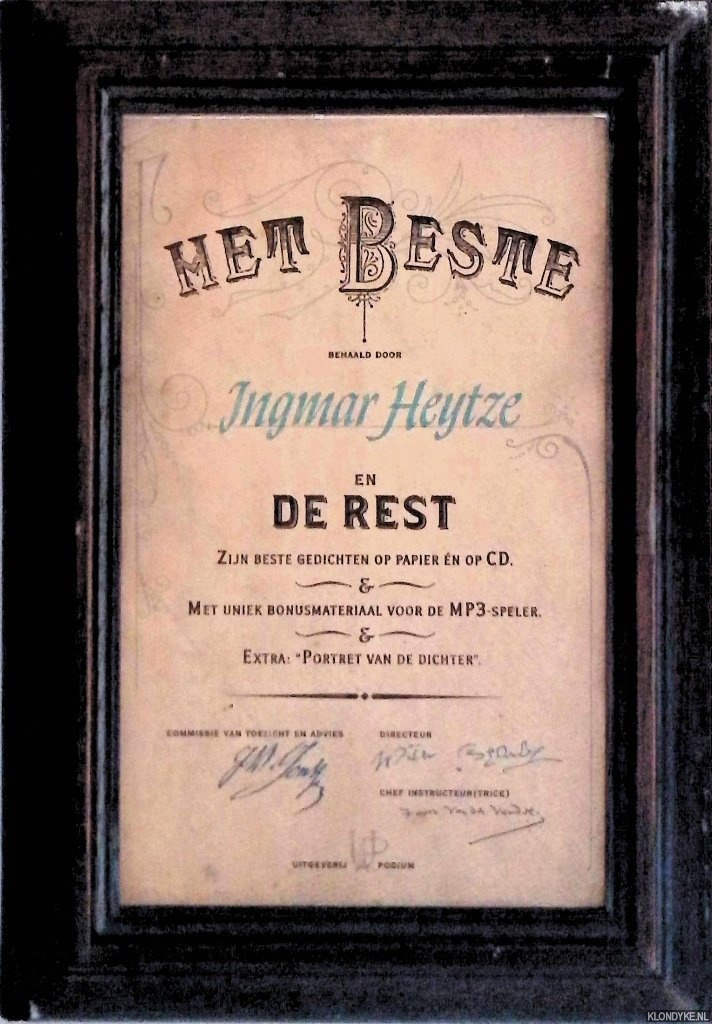 HET BESTE
BEHAALD DOOR
Ingmar Heytze
EN
DE REST
ZIJN BESTE GEDICHTEN OP PAPIER ÉN OP CD.
&
MET UNIEK BONUSMATERIAAL VOOR DE MP3-SPELER.
&
EXTRA: "PORTRET VAN DE DICHTER".
COMMISSIE VAN TOEZICHT EN ADVIES
DIRECTEUR
CHEF INSTRUCTEUR(TRICE)
UITGEVERIJ PODIUM
KLONDYKE.NL